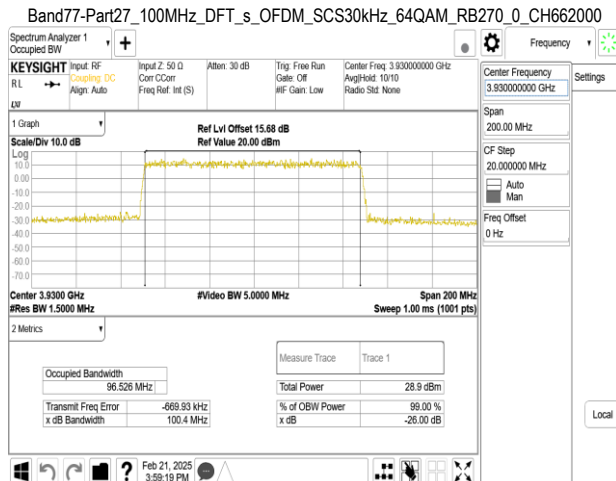 Band77-Part27_100MHz_DFT_s_OFDM_SCS30kHz_64QAM_RB270_0_CH662000
Spectrum Analyzer 1
Occupied BW
▼
+
Frequency ▼
KEYSIGHT
RL
LXI
Input: RF
Coupling: DC
Align: Auto
Input Z: 50 Ω
Corr CCorr
Freq Ref: Int (S)
Atten: 30 dB
Trig: Free Run
Gate: Off
#IF Gain: Low
Center Freq: 3.930000000 GHz
Avg|Hold: 10/10
Radio Std: None
Center Frequency
3.930000000 GHz
Settings
Span
200.00 MHz
CF Step
20.000000 MHz
Auto
Man
Freq Offset
0 Hz
1 Graph ▼
Scale/Div 10.0 dB
Ref Lvl Offset 15.68 dB
Ref Value 20.00 dBm
Log
10.0
0.00
-10.0
-20.0
-30.0
-40.0
-50.0
-60.0
-70.0
Center 3.9300 GHz
#Res BW 1.5000 MHz
#Video BW 5.0000 MHz
Span 200 MHz
Sweep 1.00 ms (1001 pts)
2 Metrics ▼
Measure Trace Trace 1
Occupied Bandwidth
96.526 MHz
Total Power 28.9 dBm
Transmit Freq Error -669.93 kHz
% of OBW Power 99.00 %
x dB Bandwidth 100.4 MHz
x dB -26.00 dB
Local
?
Feb 21, 2025
3:59:19 PM